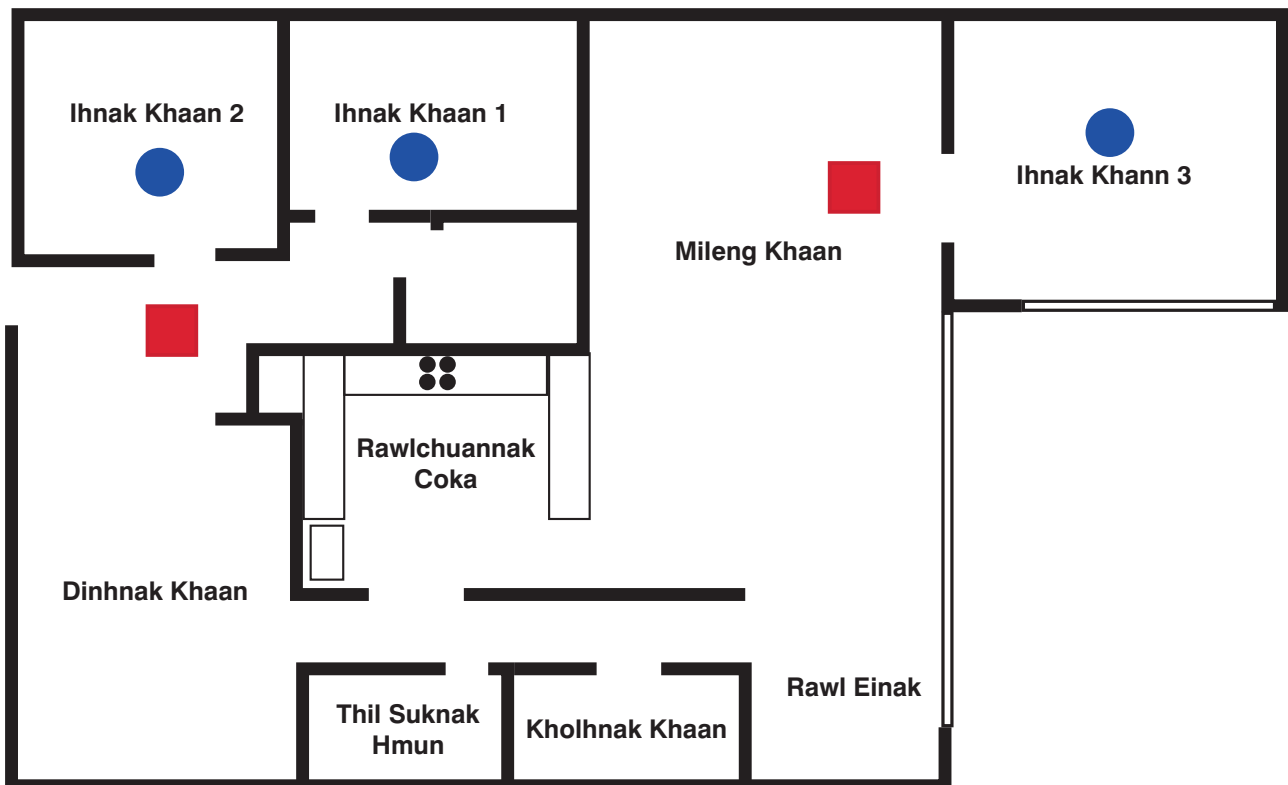 Ihnak Khaan 2
Ihnak Khaan 1
Ihnak Khann 3
Mileng Khaan
Rawlchuannak
Coka
Dinhnak Khaan
Rawl Einak
Thil Suknak
Hmun
Kholhnak Khaan